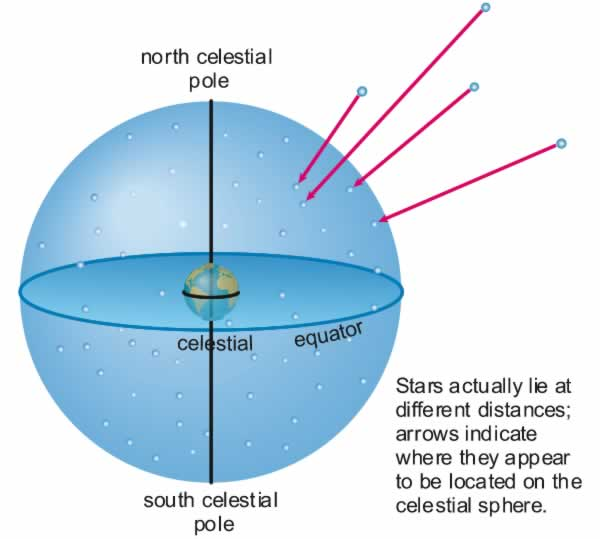 north celestial
pole
celestial equator
Stars actually lie at
different distances;
arrows indicate
where they appear
to be located on the
celestial sphere.
south celestial
pole